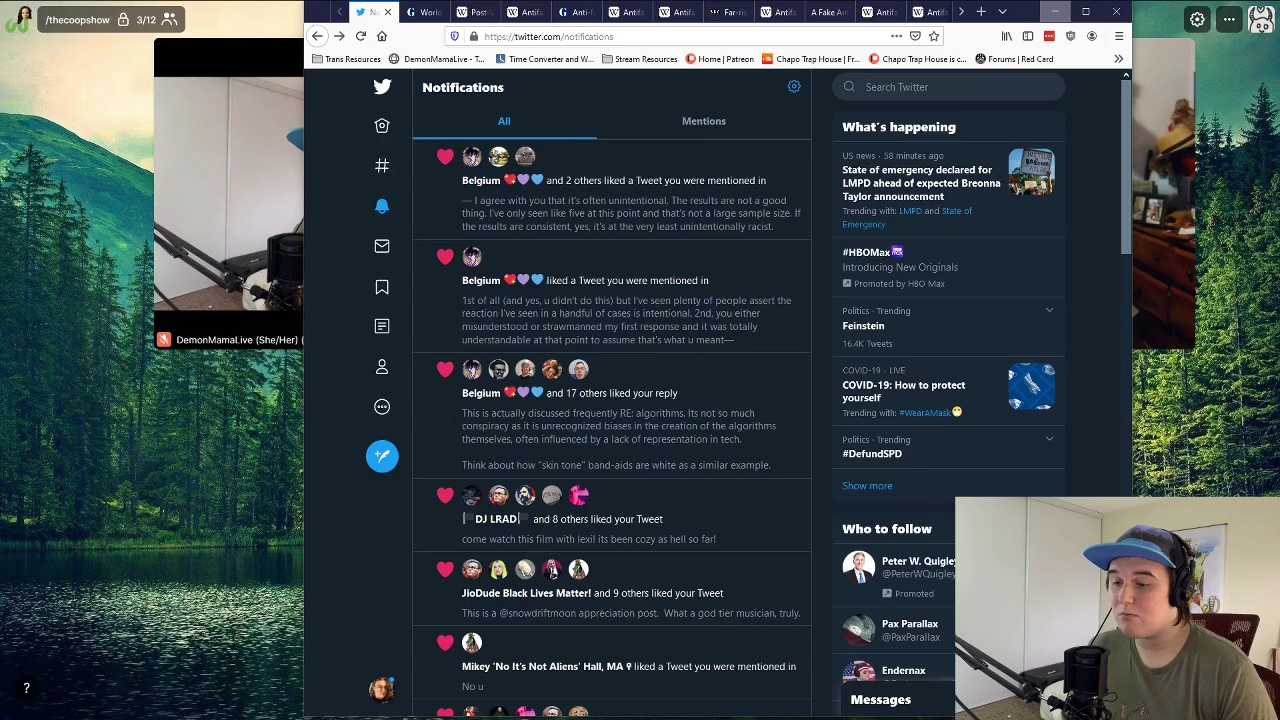 /thecoopshow 3/12
DemonMamaLive (She/Her) (
N
World
Post-V
Antifa
Anti-f
Antifa
Antifa
Antifa
A Fake An
Antifa
Antifa
https://twitter.com/notifications
Trans Resources
DemonMamaLive - T...
Time Converter and W...
Stream Resources
Home | Patreon
Chapo Trap House | Fr...
Chapo Trap House is c...
Forums | Red Card
Notifications
All
Mentions
Belgium and 2 others liked a Tweet you were mentioned in
— I agree with you that it's often unintentional. The results are not a good
thing. I've only seen like five at this point and that's not a large sample size. If
the results are consistent, yes, it's at the very least unintentionally racist.
Belgium liked a Tweet you were mentioned in
1st of all (and yes, u didn't do this) but I've seen plenty of people assert the
reaction I've seen in a handful of cases is intentional. 2nd, you either
misunderstood or strawmanned my first response and it was totally
understandable at that point to assume that's what u meant—
Belgium and 17 others liked your reply
This is actually discussed frequently RE: algorithms. Its not so much
conspiracy as it is unrecognized biases in the creation of the algorithms
themselves, often influenced by a lack of representation in tech.
Think about how "skin tone" band-aids are white as a similar example.
DJ LRAD and 8 others liked your Tweet
come watch this film with lexi! its been cozy as hell so far!
JioDude Black Lives Matter! and 9 others liked your Tweet
This is a @snowdriftmoon appreciation post. What a god tier musician, truly.
Mikey 'No It's Not Aliens' Hall, MA liked a Tweet you were mentioned in
No u
Search Twitter
What's happening
US news · 58 minutes ago
State of emergency declared for
LMPD ahead of expected Breonna
Taylor announcement
Trending with: LMPD and State of
Emergency
#HBOMax
Introducing New Originals
Promoted by HBO Max
Politics · Trending
Feinstein
16.4K Tweets
COVID-19 · LIVE
COVID-19: How to protect
yourself
Trending with: #WearAMask
Politics · Trending
#DefundSPD
Show more
Who to follow
Peter W. Quigle
@PeterWQuigley
Promoted
Pax Parallax
@PaxParallax
Endernax
Messages
?